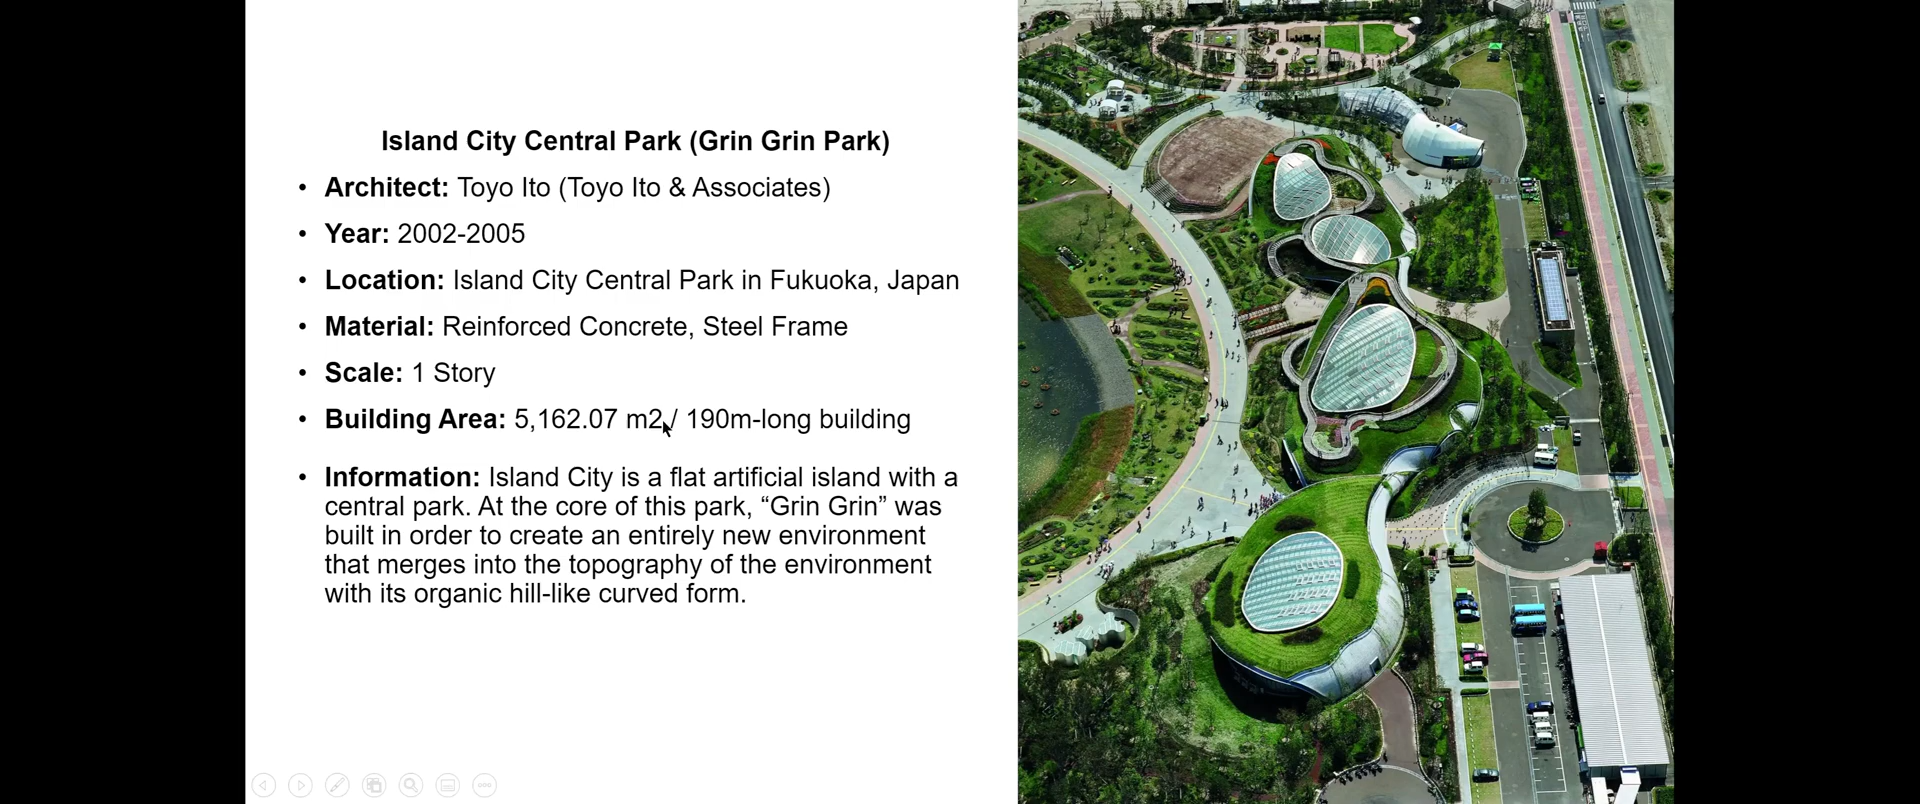 Island City Central Park (Grin Grin Park)
• Architect: Toyo Ito (Toyo Ito & Associates)
• Year: 2002-2005
• Location: Island City Central Park in Fukuoka, Japan
• Material: Reinforced Concrete, Steel Frame
• Scale: 1 Story
• Building Area: 5,162.07 m2 / 190m-long building
• Information: Island City is a flat artificial island with a
central park. At the core of this park, “Grin Grin” was
built in order to create an entirely new environment
that merges into the topography of the environment
with its organic hill-like curved form.